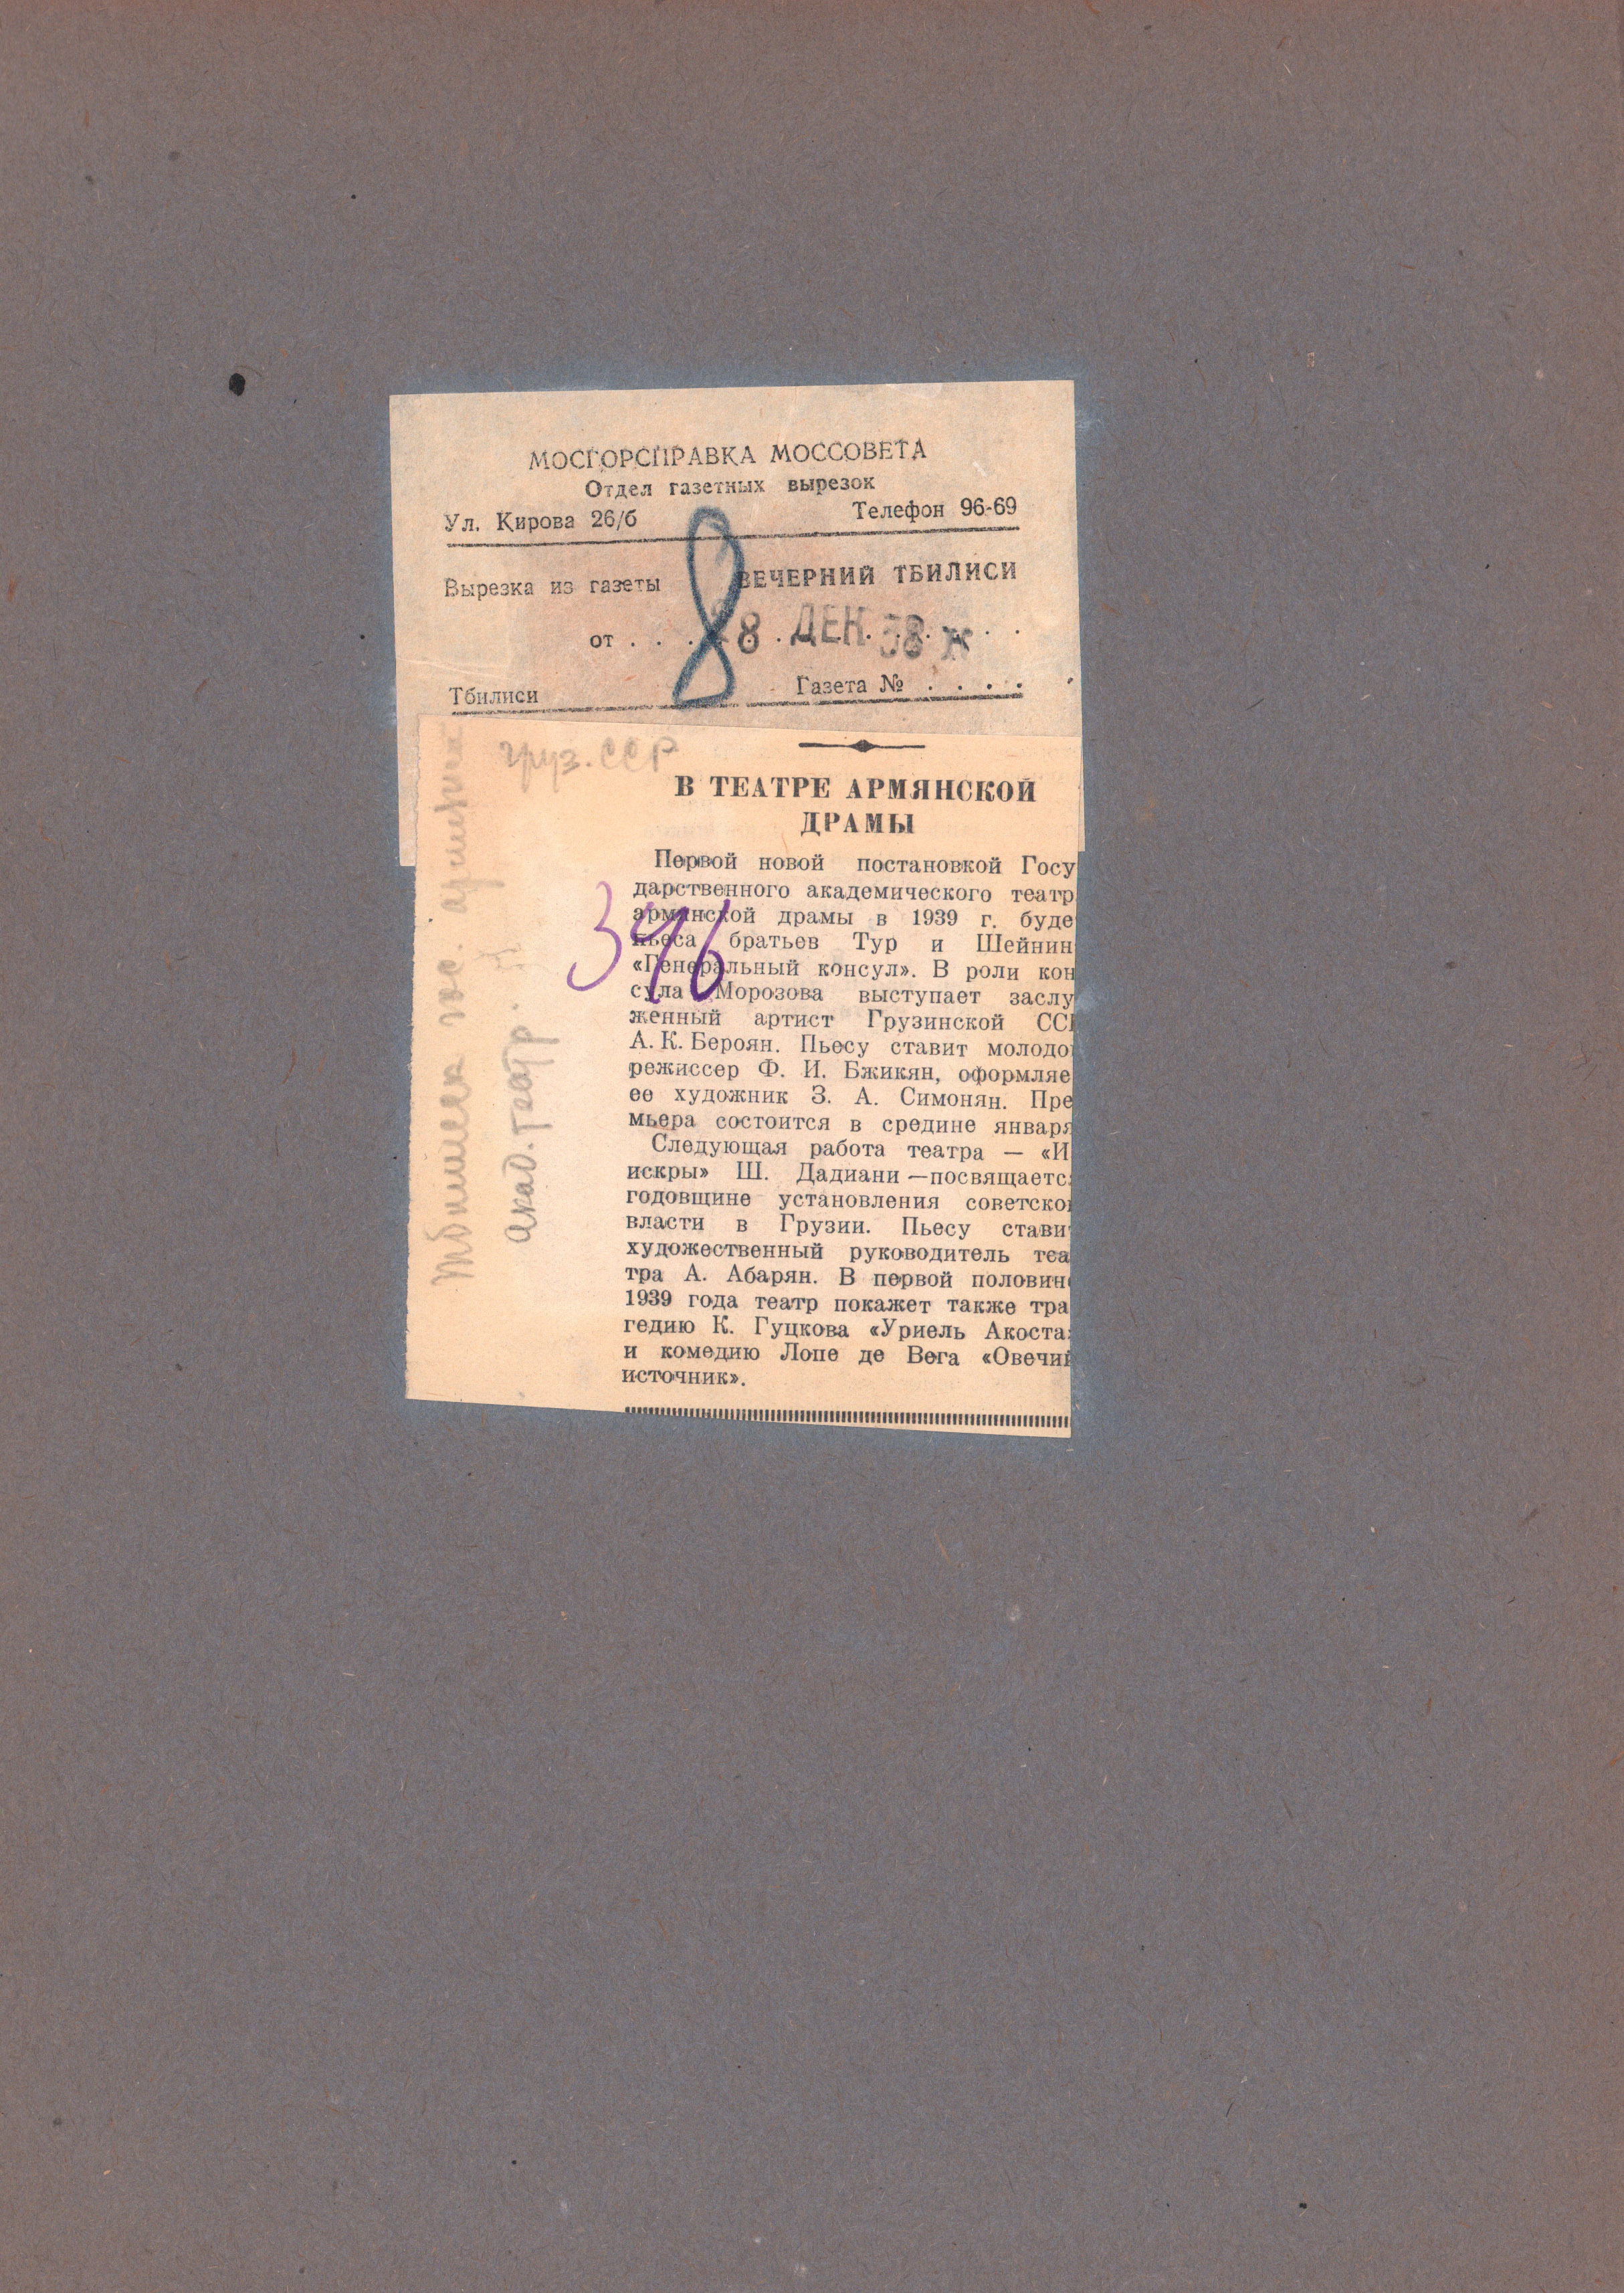 МОСГОРСПРАВКА МОССОВЕТА
Отдел газетных вырезок
Ул. Кирова 26/б Телефон 96-69
Вырезка из газеты ВЕЧЕРНИЙ ТБИЛИСИ
от . . . 8 ДЕН. 38
Тбилиси Газета № . . . .
8
груз. ССР
акад. театр.
396
В ТЕАТРЕ АРМЯНСКОЙ
ДРАМЫ
Первой новой постановкой Госу
дарственного академического театр
армянской драмы в 1939 г. буде
пьеса братьев Тур и Шейнин
«Генеральный консул». В роли кон
сула Морозова выступает заслу
женный артист Грузинской ССР
А. К. Бероян. Пьесу ставит молодо
режиссер Ф. И. Бжикян, оформляе
ее художник З. А. Симонян. Пре
мьера состоится в средине января
Следующая работа театра — «И
искры» Ш. Дадиани —посвящаетс
годовщине установления советско
власти в Грузии. Пьесу стави
художественный руководитель теа
тра А. Абарян. В первой половин
1939 года театр покажет также тра
гедию К. Гуцкова «Уриель Акоста
и комедию Лопе де Вега «Овечий
источник».